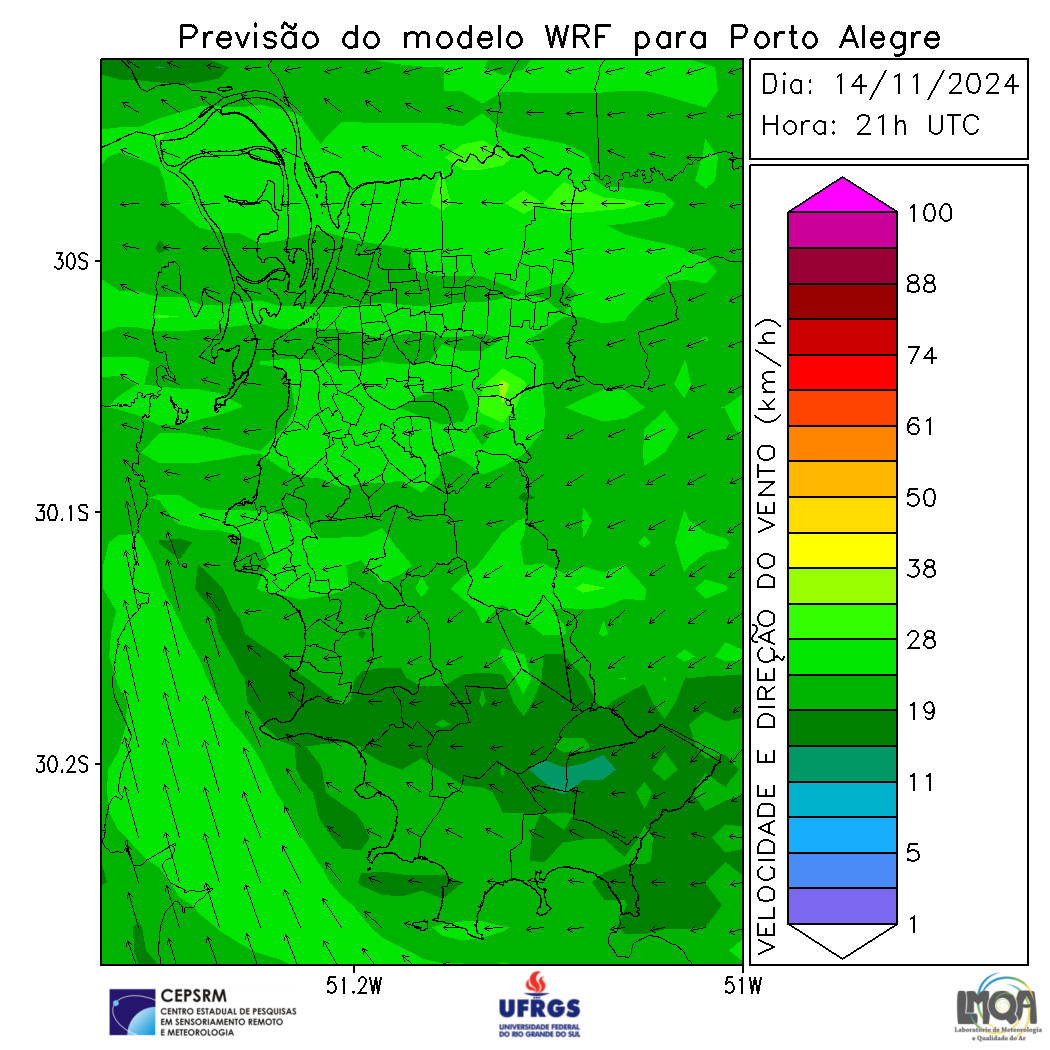 Previsão do modelo WRF para Porto Alegre
Dia: 14/11/2024
Hora: 21h UTC
30S
30.1S
30.2S
51.2W
51W
VELOCIDADE E DIREÇÃO DO VENTO (km/h)
100
88
74
61
50
38
28
19
11
5
1
CEPSRM
CENTRO ESTADUAL DE PESQUISAS
EM SENSORIAMENTO REMOTO
E METEOROLOGIA
UFRGS
UNIVERSIDADE FEDERAL
DO RIO GRANDE DO SUL
LMQA
Laboratório de Meteorologia
e Qualidade do Ar